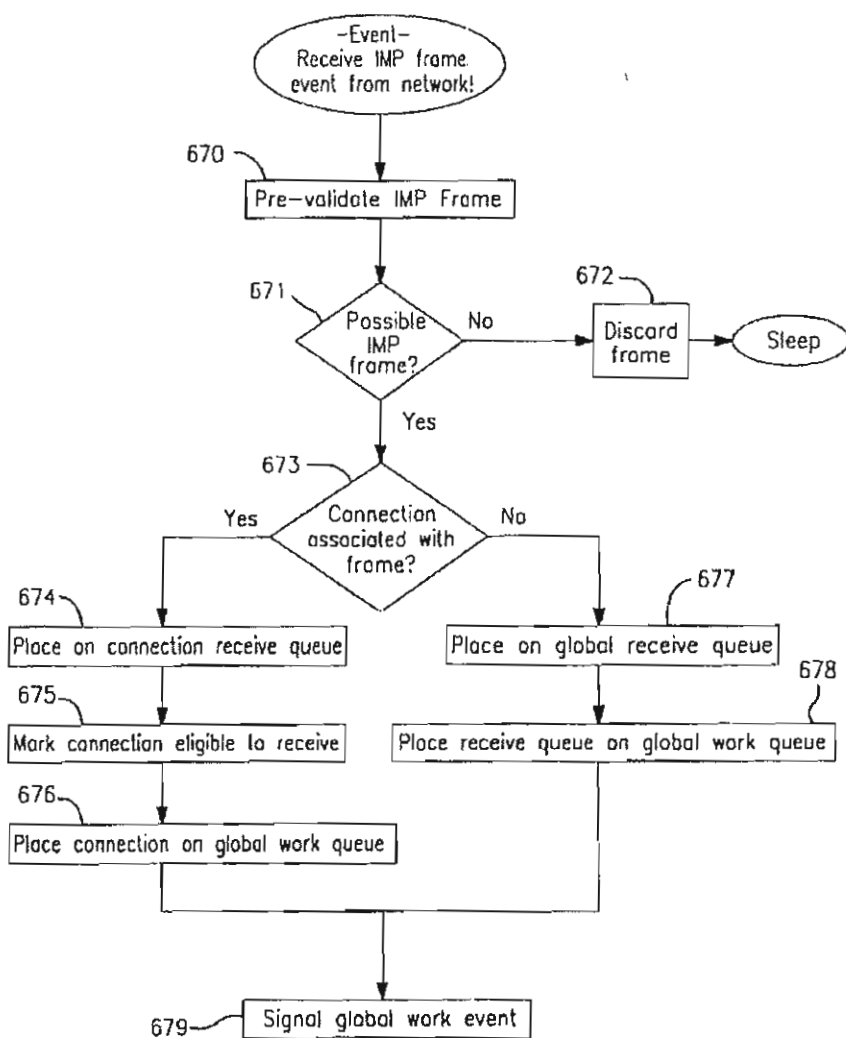 -Event-
Receive IMP frame
event from network!
670
Pre-validate IMP Frame
671
Possible
IMP
frame?
No
672
Discard
frame
Sleep
Yes
673
Connection
associated with
frame?
Yes
No
674
Place on connection receive queue
677
Place on global receive queue
675
Mark connection eligible to receive
678
Place receive queue on global work queue
676
Place connection on global work queue
679
Signal global work event